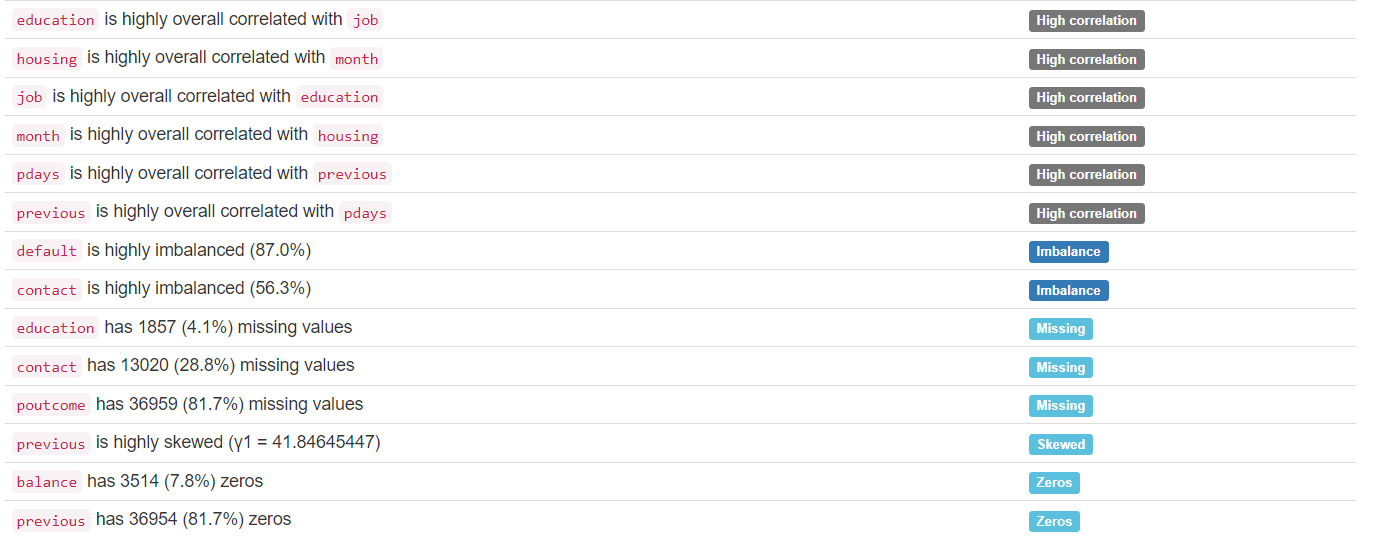 education is highly overall correlated with job High correlation
housing is highly overall correlated with month High correlation
job is highly overall correlated with education High correlation
month is highly overall correlated with housing High correlation
pdays is highly overall correlated with previous High correlation
previous is highly overall correlated with pdays High correlation
default is highly imbalanced (87.0%) Imbalance
contact is highly imbalanced (56.3%) Imbalance
education has 1857 (4.1%) missing values Missing
contact has 13020 (28.8%) missing values Missing
poutcome has 36959 (81.7%) missing values Missing
previous is highly skewed (γ1 = 41.84645447) Skewed
balance has 3514 (7.8%) zeros Zeros
previous has 36954 (81.7%) zeros Zeros